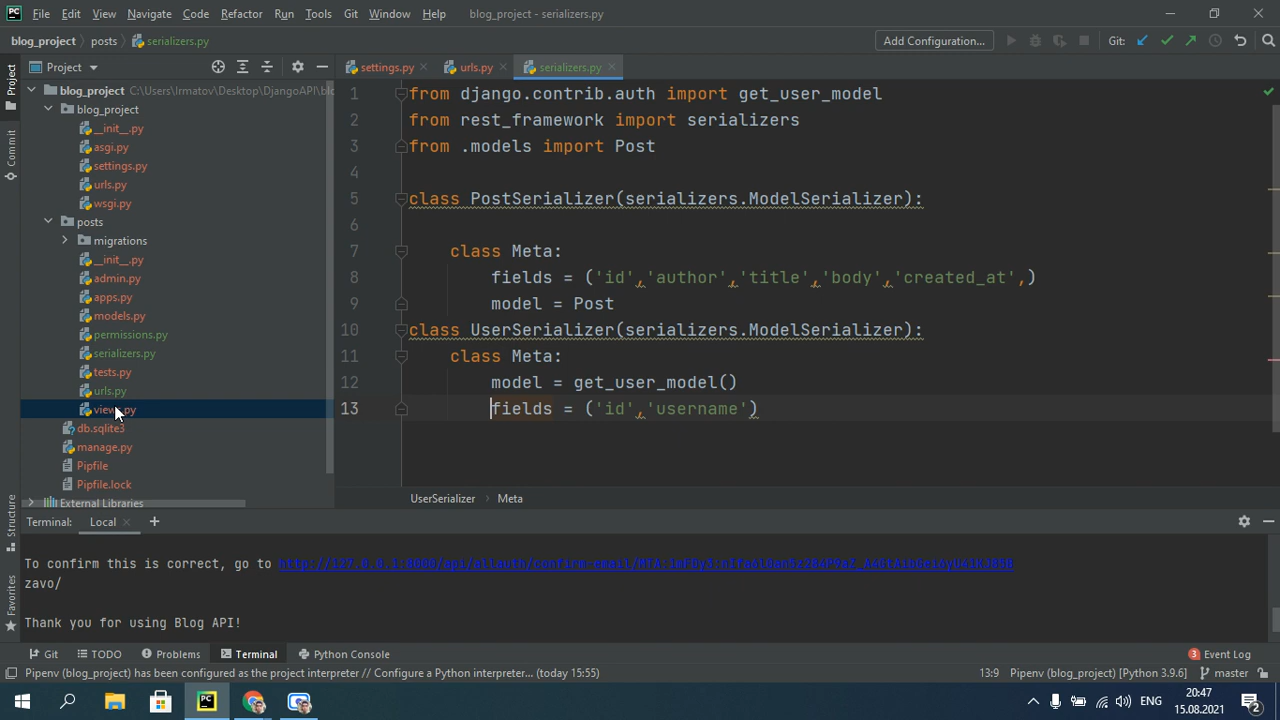 PC File Edit View Navigate Code Refactor Run Tools Git Window Help blog_project - serializers.py
blog_project posts serializers.py Add Configuration... Git:
Project
Commit
Structure
Favorites
Project
blog_project C:\Users\Irmatov\Desktop\DjangoAPI\blo
blog_project
__init__.py
asgi.py
settings.py
urls.py
wsgi.py
posts
migrations
__init__.py
admin.py
apps.py
models.py
permissions.py
serializers.py
tests.py
urls.py
views.py
db.sqlite3
manage.py
Pipfile
Pipfile.lock
External Libraries
settings.py urls.py serializers.py
1 from django.contrib.auth import get_user_model
2 from rest_framework import serializers
3 from .models import Post
4
5 class PostSerializer(serializers.ModelSerializer):
6
7 class Meta:
8 fields = ('id','author','title','body','created_at',)
9 model = Post
10 class UserSerializer(serializers.ModelSerializer):
11 class Meta:
12 model = get_user_model()
13 fields = ('id','username')
UserSerializer Meta
Terminal: Local
To confirm this is correct, go to
zavo/
Thank you for using Blog API!
Git TODO Problems Terminal Python Console 3 Event Log
Pipenv (blog_project) has been configured as the project interpreter // Configure a Python interpreter... (today 15:55) 13:9 Pipenv (blog_project) [Python 3.9.6] master
PC ENG 20:47
15.08.2021 2